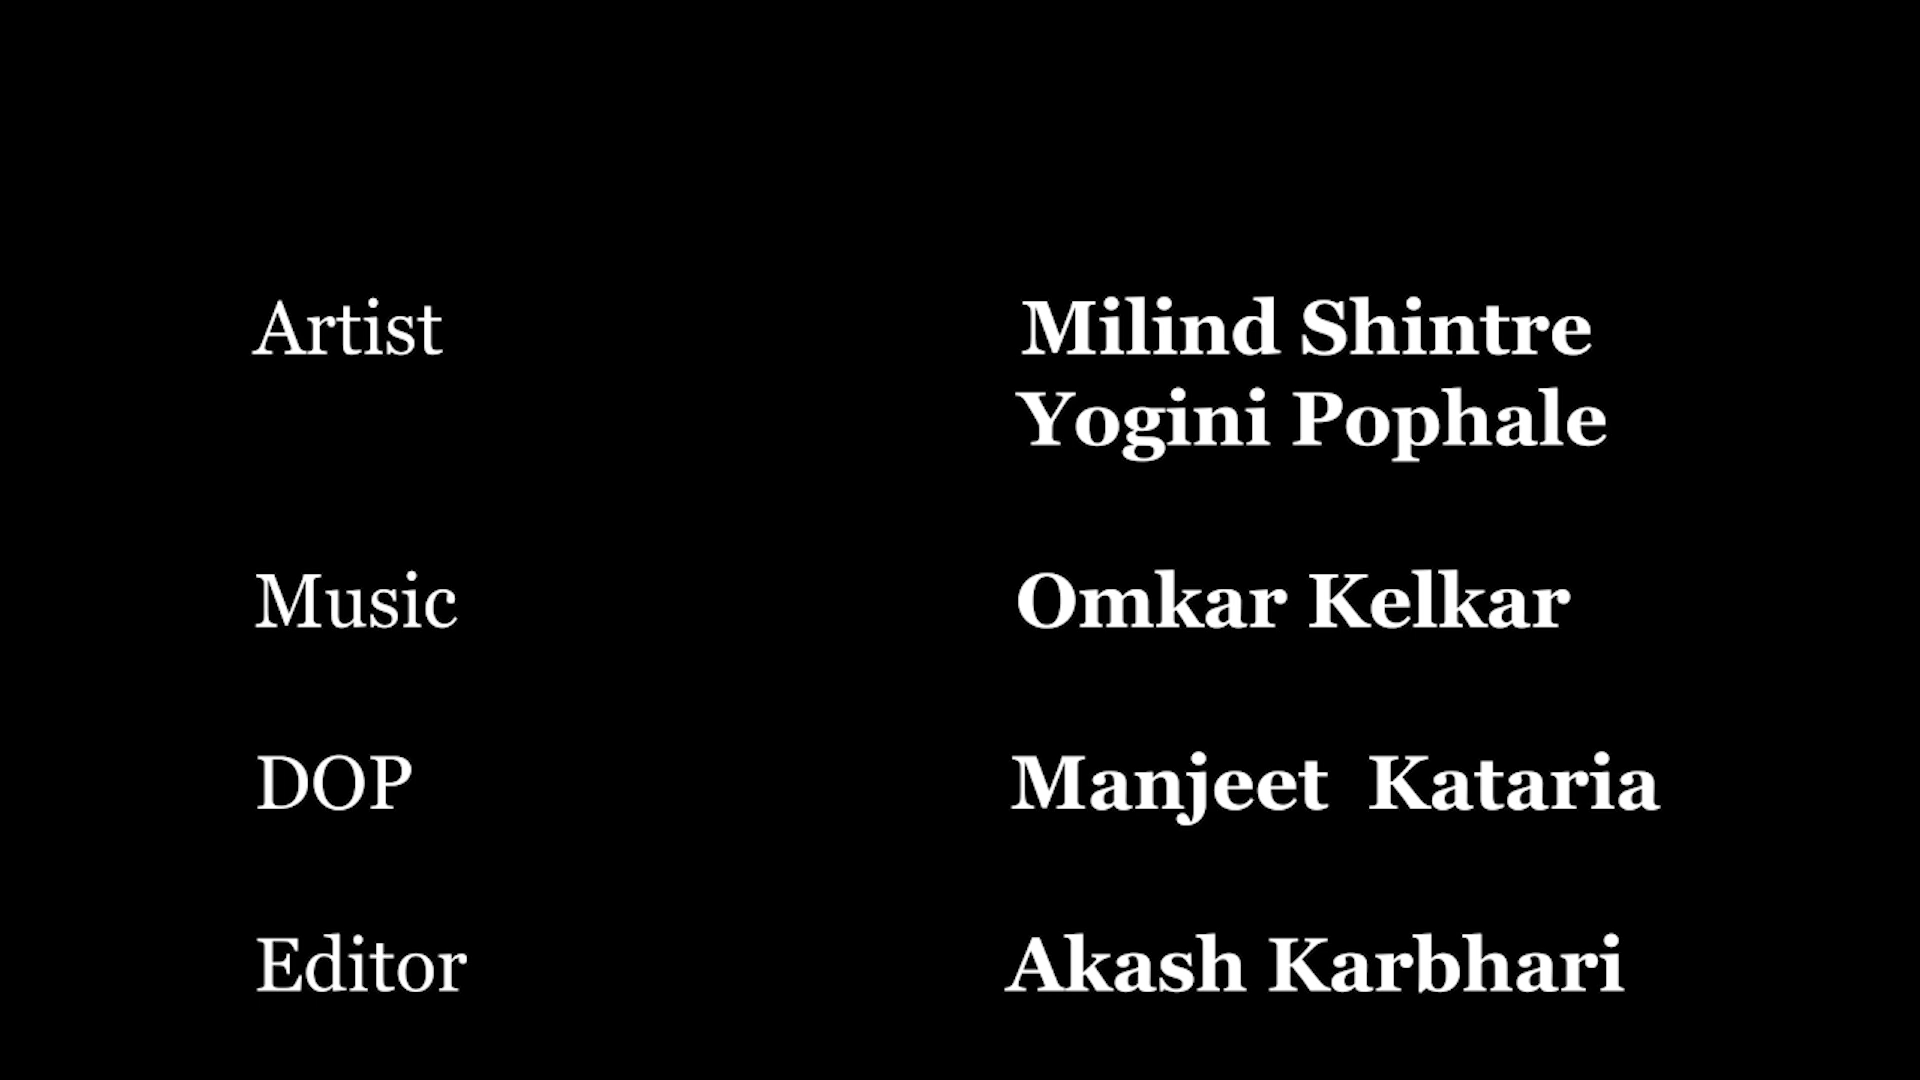 Artist Milind Shintre
Yogini Pophale
Music Omkar Kelkar
DOP Manjeet  Kataria
Editor Akash Karbhari